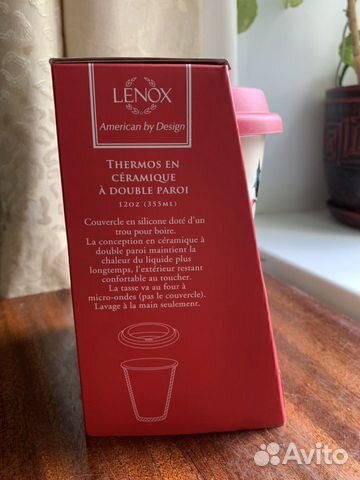 LENOX
American by Design
THERMOS EN
CÉRAMIQUE
À DOUBLE PAROI
12OZ (355ML)
Couvercle en silicone doté d'un
trou pour boire.
La conception en céramique à
double paroi maintient la
chaleur du liquide plus
longtemps, l'extérieur restant
confortable au toucher.
La tasse va au four à
micro-ondes (pas le couvercle).
Lavage à la main seulement.
Avito